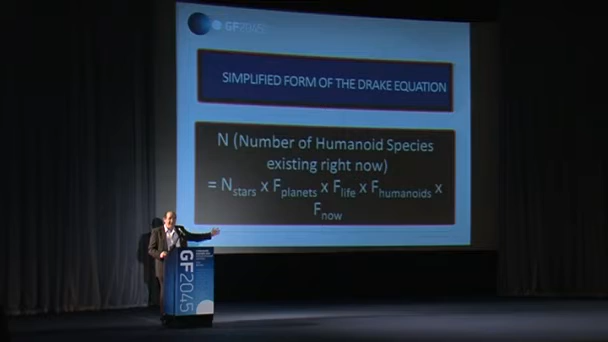 GF2045
SIMPLIFIED FORM OF THE DRAKE EQUATION
N (Number of Humanoid Species
existing right now)
= Nstars x Fplanets x Flife x Fhumanoids x
Fnow
GF2045